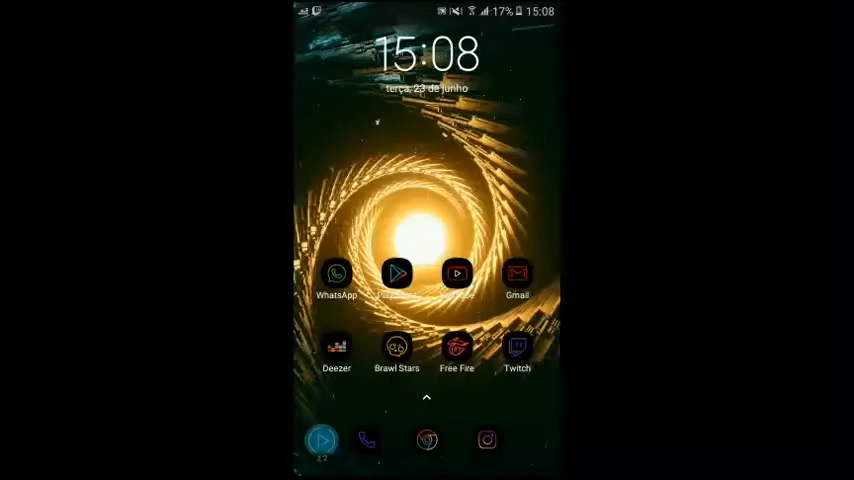 17% 15:08
15:08
terça, 23 de junho
WhatsApp
Gmail
Deezer
Brawl Stars
Free Fire
Twitch